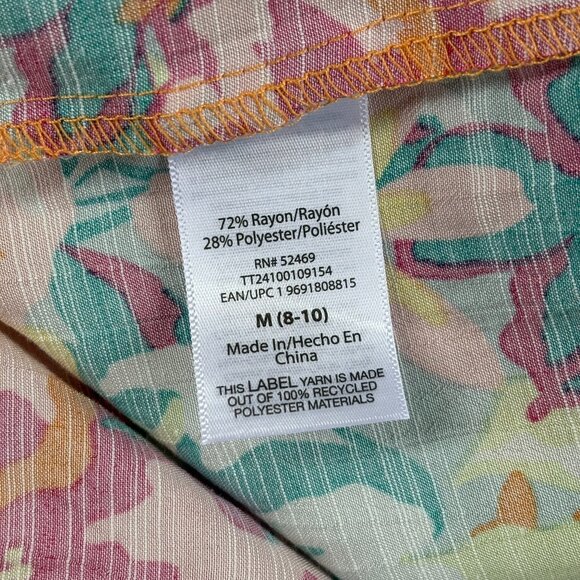 72% Rayon/Rayón
28% Polyester/Poliéster
RN# 52469
TT24100109154
EAN/UPC 1 9691808815
M (8-10)
Made In/Hecho En
China
THIS LABEL YARN IS MADE
OUT OF 100% RECYCLED
POLYESTER MATERIALS